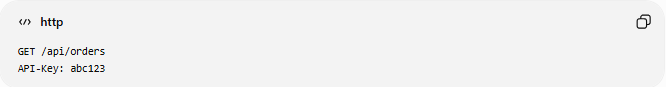 http
GET /api/orders
API-Key: abc123